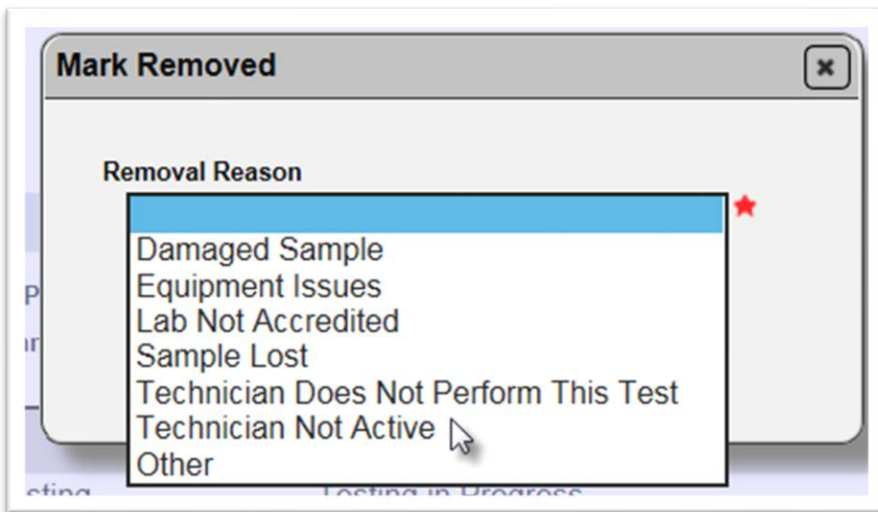 Mark Removed
Removal Reason
Damaged Sample
Equipment Issues
Lab Not Accredited
Sample Lost
Technician Does Not Perform This Test
Technician Not Active
Other